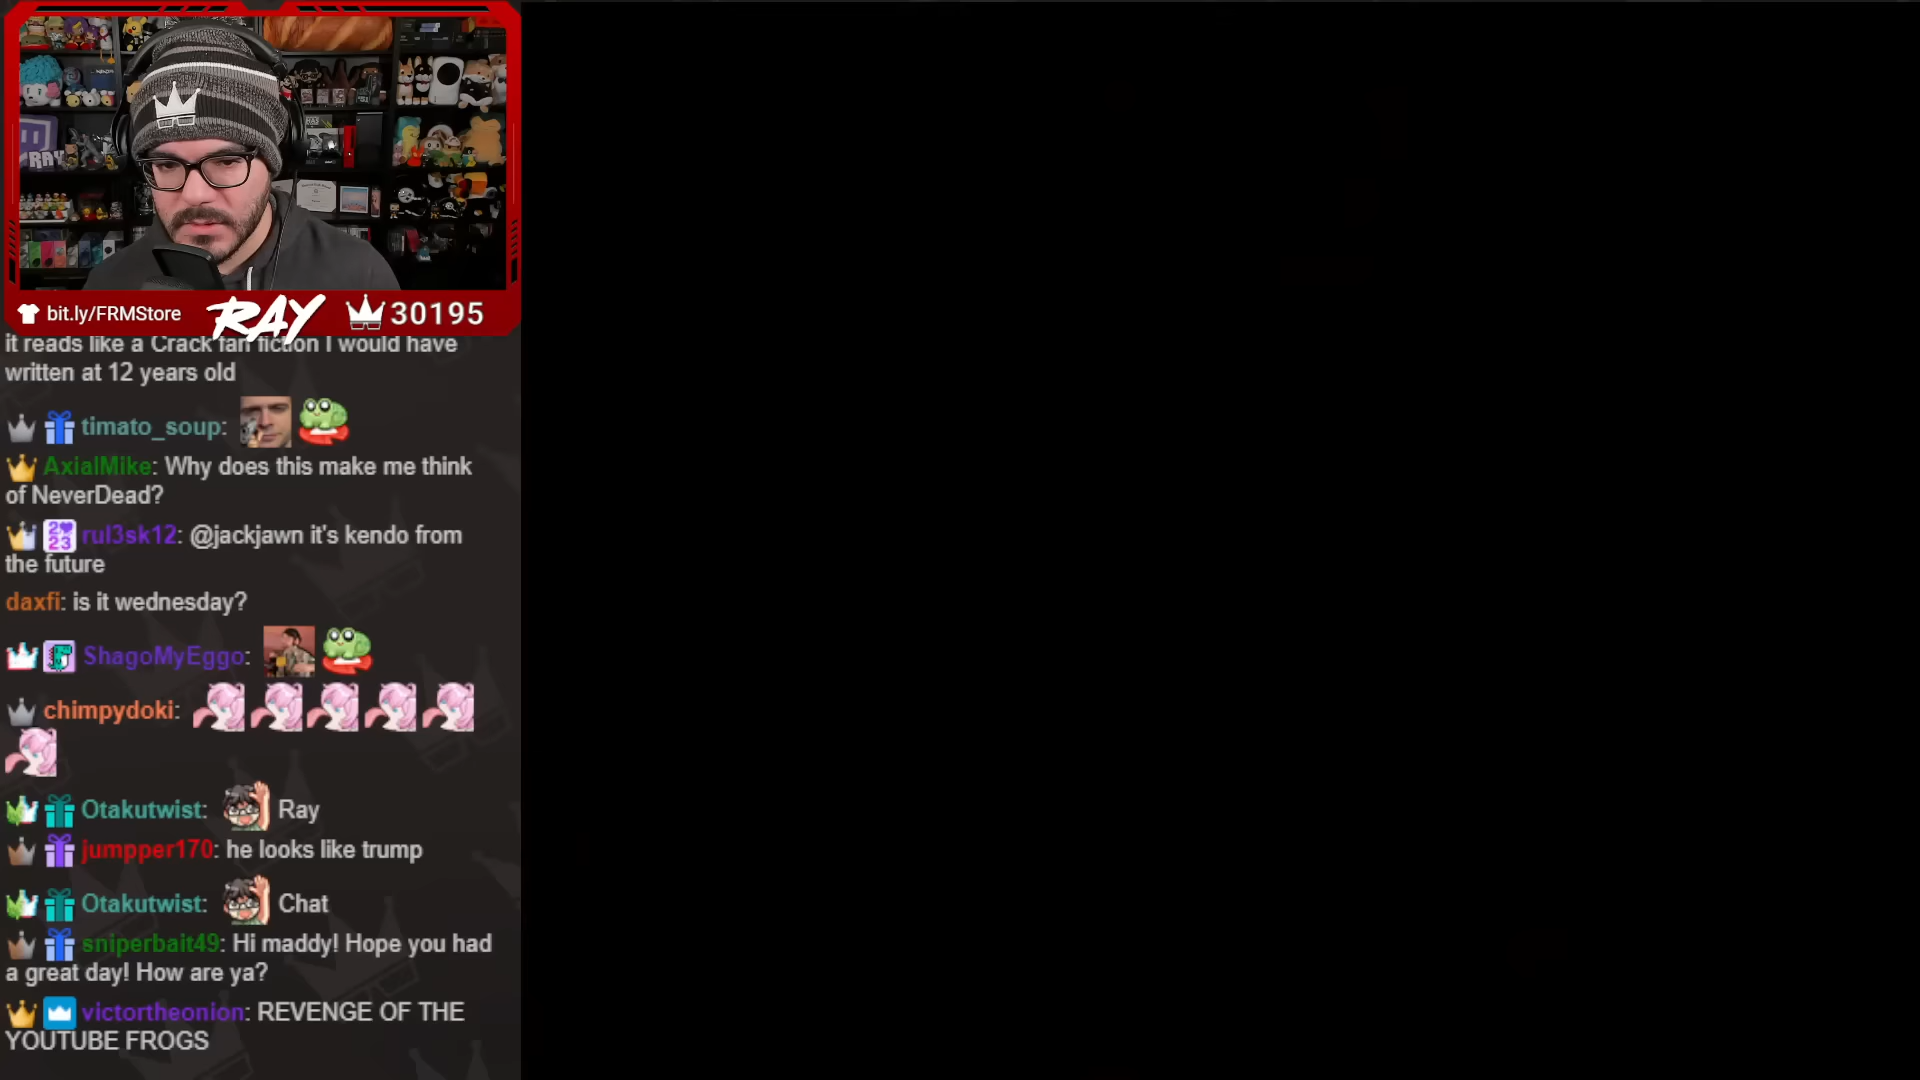 RAY
bit.ly/FRMStore RAY 30195
it reads like a Crack fan fiction I would have
written at 12 years old
timato_soup:
AxialMike: Why does this make me think
of NeverDead?
rul3sk12: @jackjawn it's kendo from
the future
daxfi: is it wednesday?
ShagoMyEggo:
chimpydoki:
Otakutwist: Ray
jumpper170: he looks like trump
Otakutwist: Chat
sniperbait49: Hi maddy! Hope you had
a great day! How are ya?
victortheonion: REVENGE OF THE
YOUTUBE FROGS